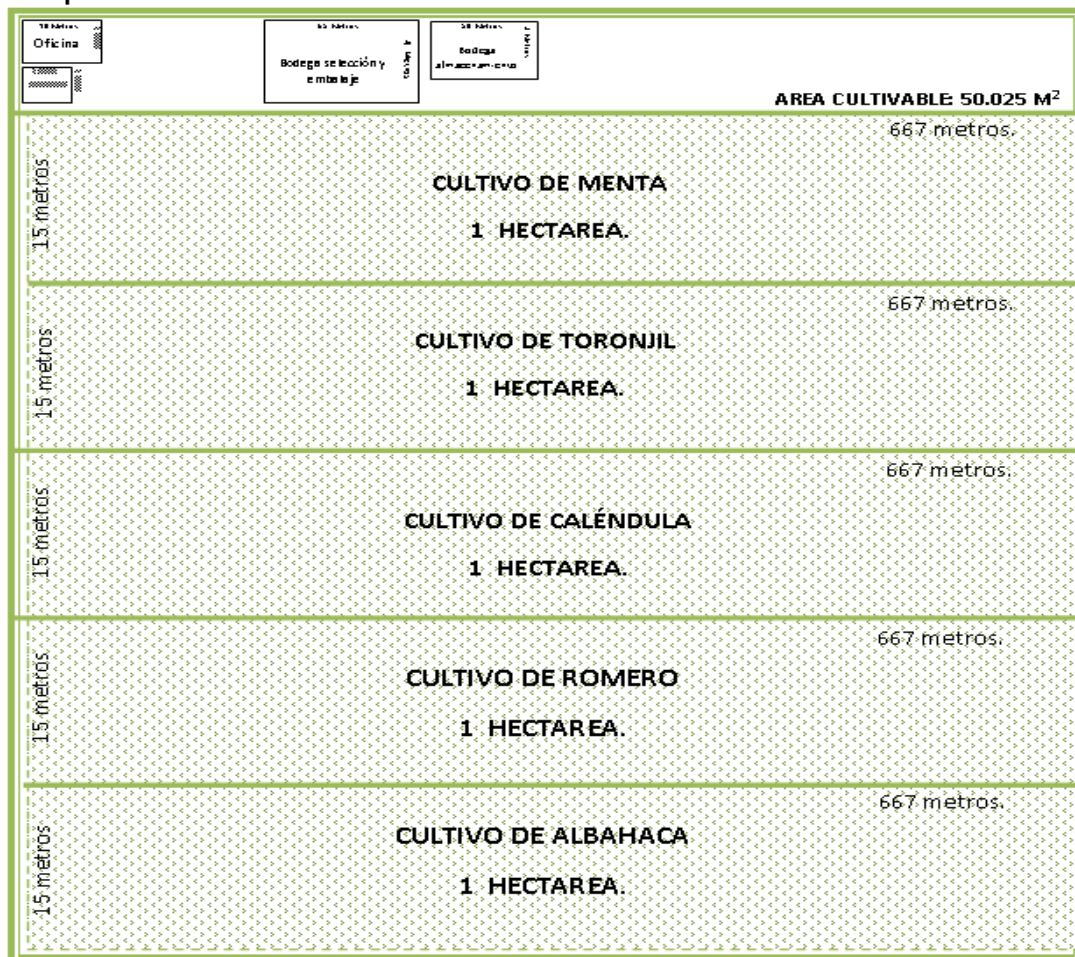 Oficina
Bodega selección y
embalaje
Bodega
AREA CULTIVABLE: 50.025 M²
667 metros.
15 metros
CULTIVO DE MENTA
1 HECTAREA.
667 metros.
15 metros
CULTIVO DE TORONJIL
1 HECTAREA.
667 metros.
15 metros
CULTIVO DE CALÉNDULA
1 HECTAREA.
667 metros.
15 metros
CULTIVO DE ROMERO
1 HECTAREA.
667 metros.
15 metros
CULTIVO DE ALBAHACA
1 HECTAREA.